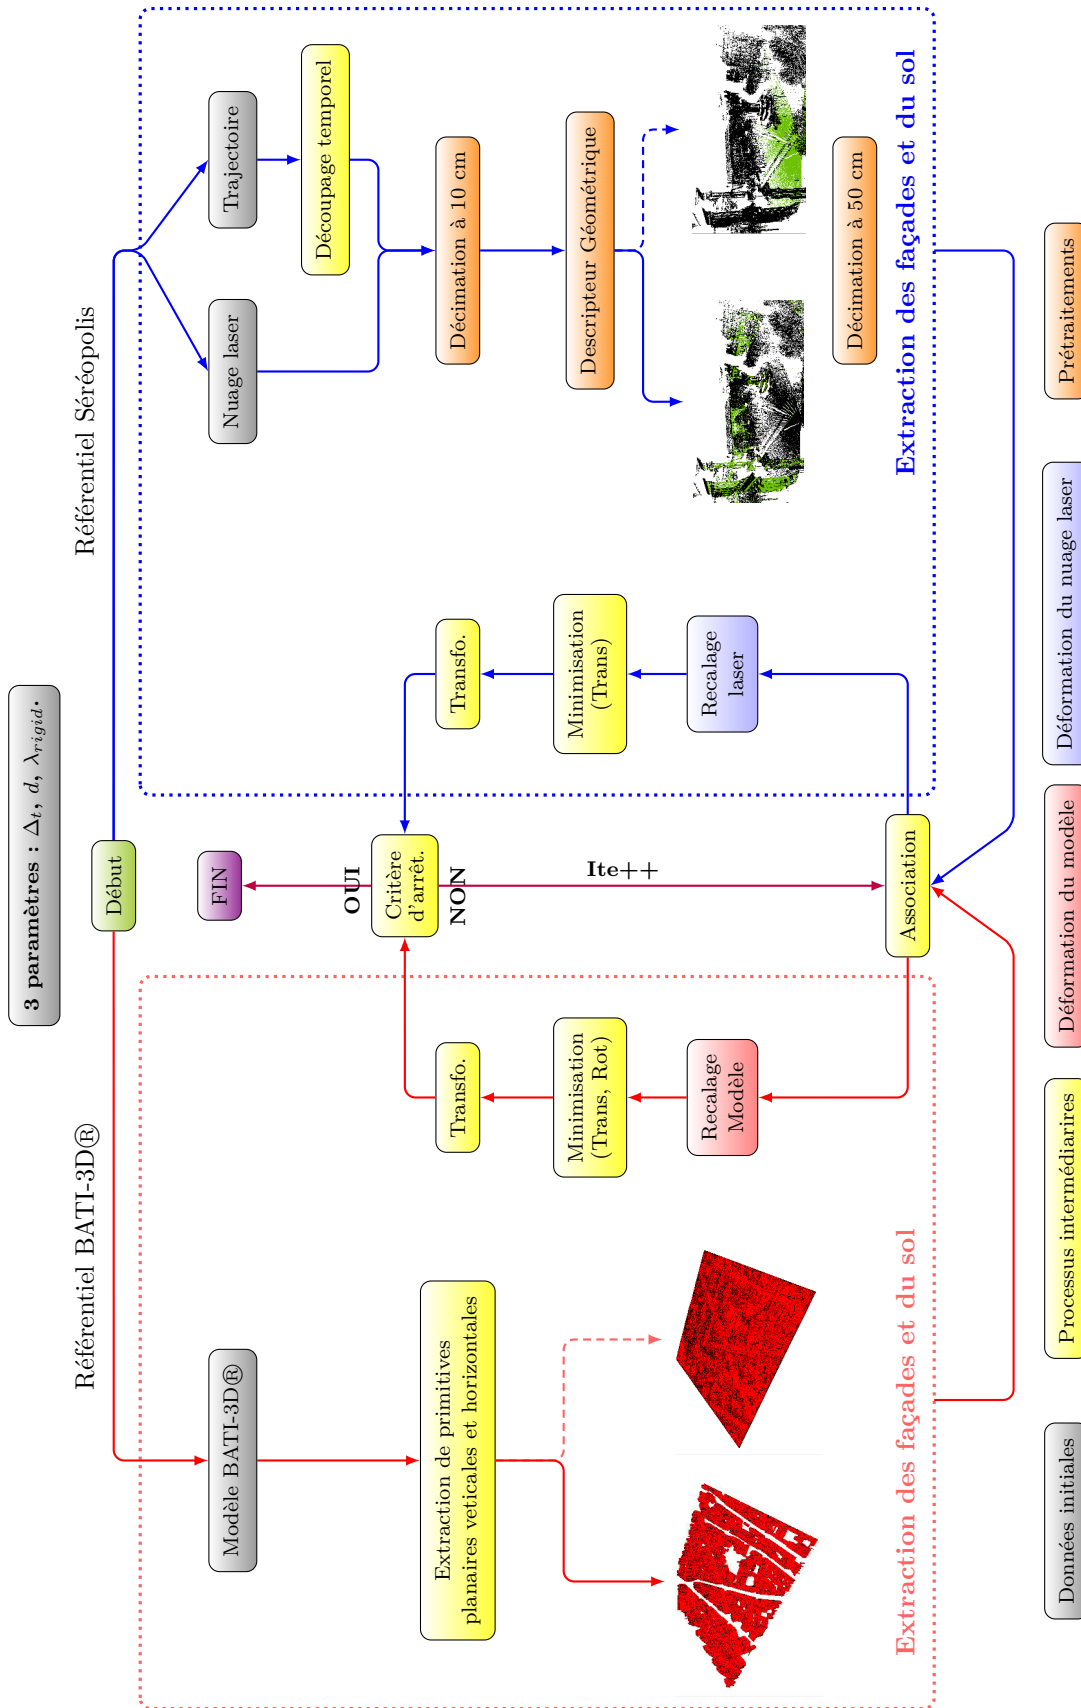 3 paramètres : Δt, d, λrigid.
Début
Référentiel BATI-3D®
Référentiel Séréopolis
Modèle BATI-3D®
FIN
Nuage laser
Trajectoire
Découpage temporel
Extraction de primitives
planaires veticales et horizontales
Transfo.
OUI
Critère
d'arrêt.
NON
Transfo.
Décimation à 10 cm
Minimisation
(Trans, Rot)
Ite++
Minimisation
(Trans)
Descripteur Géométrique
Recalage
Modèle
Recalage
laser
Décimation à 50 cm
Extraction des façades et du sol
Association
Extraction des façades et du sol
Données initiales
Processus intermédiarires
Déformation du modèle
Déformation du nuage laser
Prétraitements